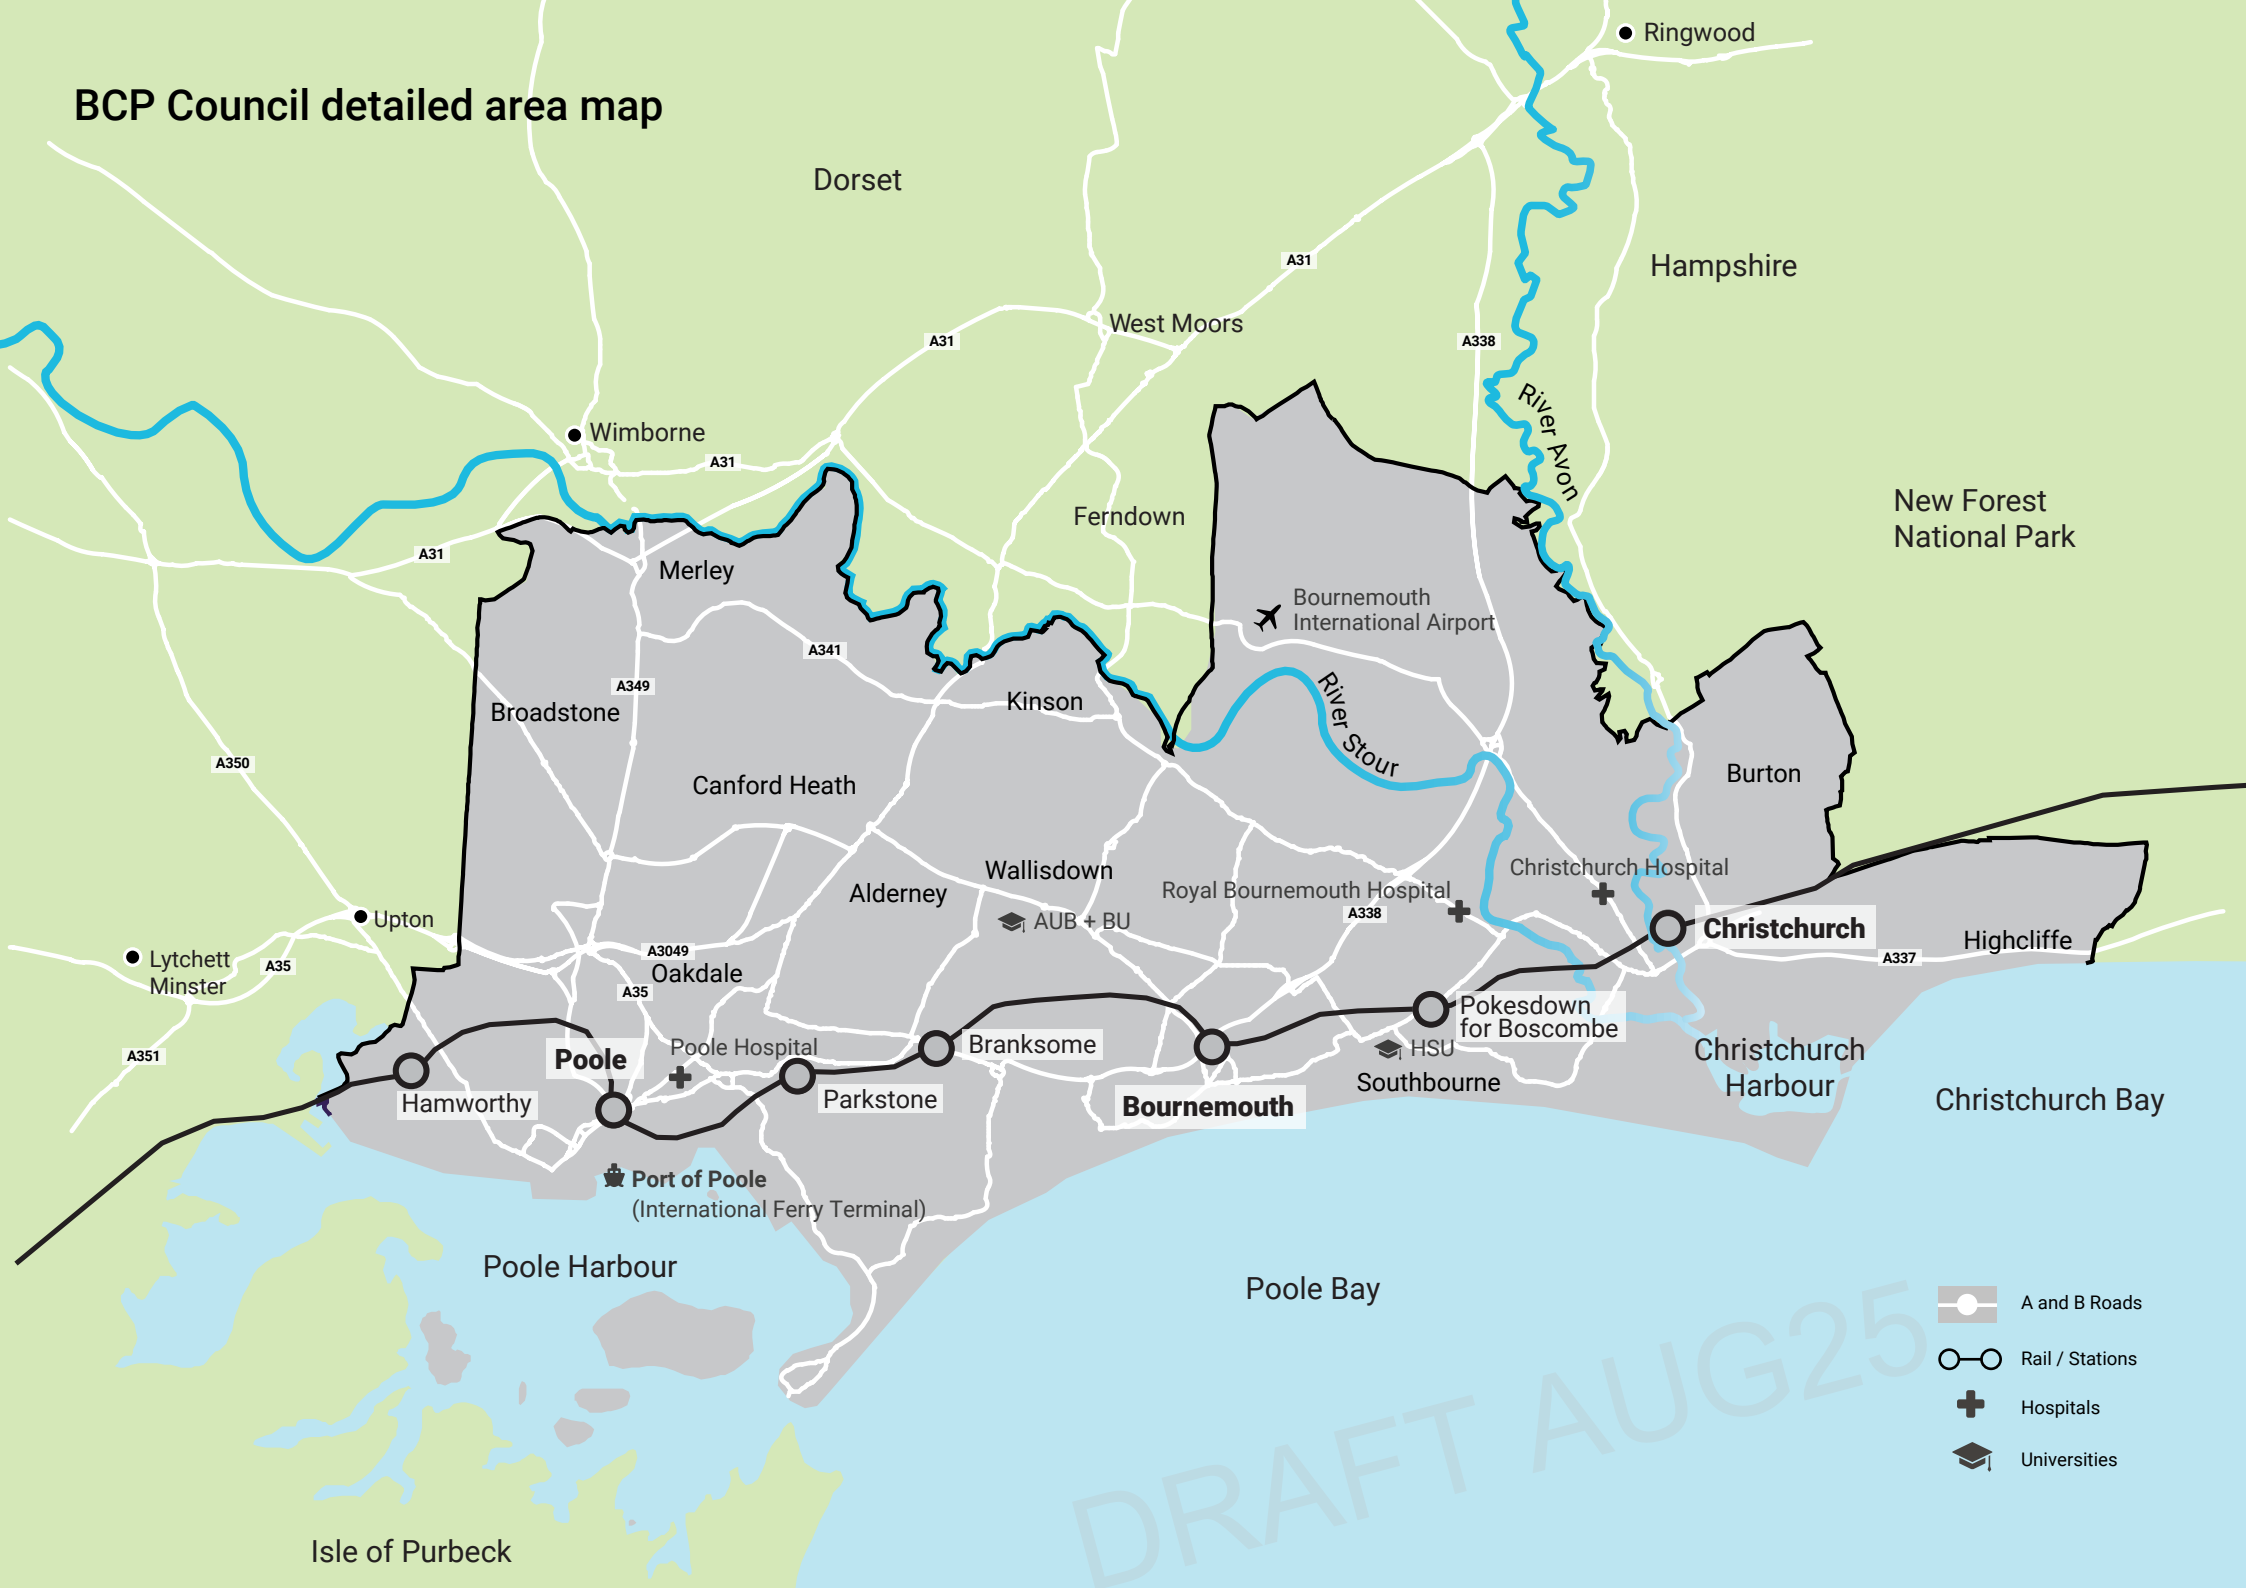 BCP Council detailed area map
Ringwood
Dorset
Hampshire
A31
West Moors
A31
A338
River Avon
Wimborne
A31
New Forest
National Park
Ferndown
A31
Merley
Bournemouth
International Airport
A341
A349
Broadstone
Kinson
River Stour
A350
Canford Heath
Burton
Wallisdown
Christchurch Hospital
Alderney
Royal Bournemouth Hospital
A338
Upton
AUB + BU
Christchurch
Highcliffe
A3049
A337
Lytchett
Minster
A35
Oakdale
A35
Pokesdown
for Boscombe
Branksome
Poole Hospital
HSU
Poole
A351
Christchurch
Harbour
Southbourne
Hamworthy
Parkstone
Bournemouth
Christchurch Bay
Port of Poole
(International Ferry Terminal)
Poole Harbour
Poole Bay
A and B Roads
Rail / Stations
Hospitals
Universities
DRAFT AUG25
Isle of Purbeck